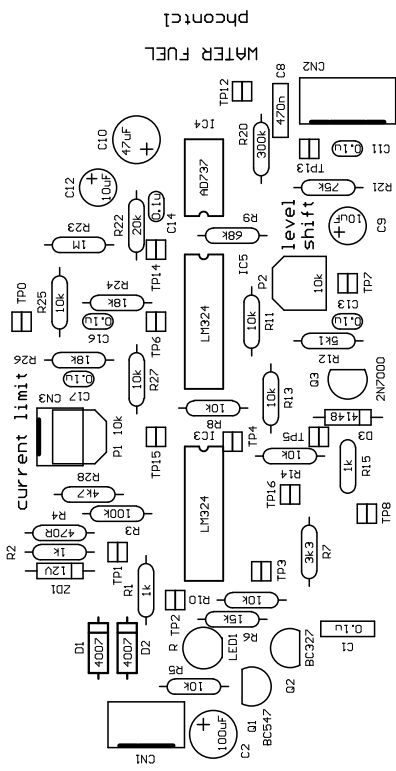 phcontcl
WATER FUEL
CN2
C8
TP12
470n
C10
47uF
IC4
R20
300k
C11
0.1u
TP13
C12
10uF
AD737
75k
R21
R22
20k
0.1u
C14
R9
68k
level
shift
10uF
C9
R23
1M
TP14
IC5
P2
10k
TP7
TP0
R25
10k
R24
18k
0.1u
C16
TP6
LM324
10k
R11
C13
0.1u
5k1
R12
R26
18k
0.1u
C17
10k
R27
Q3
2N7000
10k
R13
current limit
CN3
P1 10k
10k
R8
4148
D3
TP15
IC3
TP4
TP5
10k
R14
1k
R15
R28
4k7
LM324
TP16
TP8
R4
470R
100k
R3
R2
1k
TP1
3k3
R7
12V
ZD1
R1
1k
TP3
R10
10k
TP2
15k
R6
D1
4007
4007
D2
R
LED1
BC327
0.1u
C1
R5
10k
Q2
Q1
BC547
CN1
100uF
C2